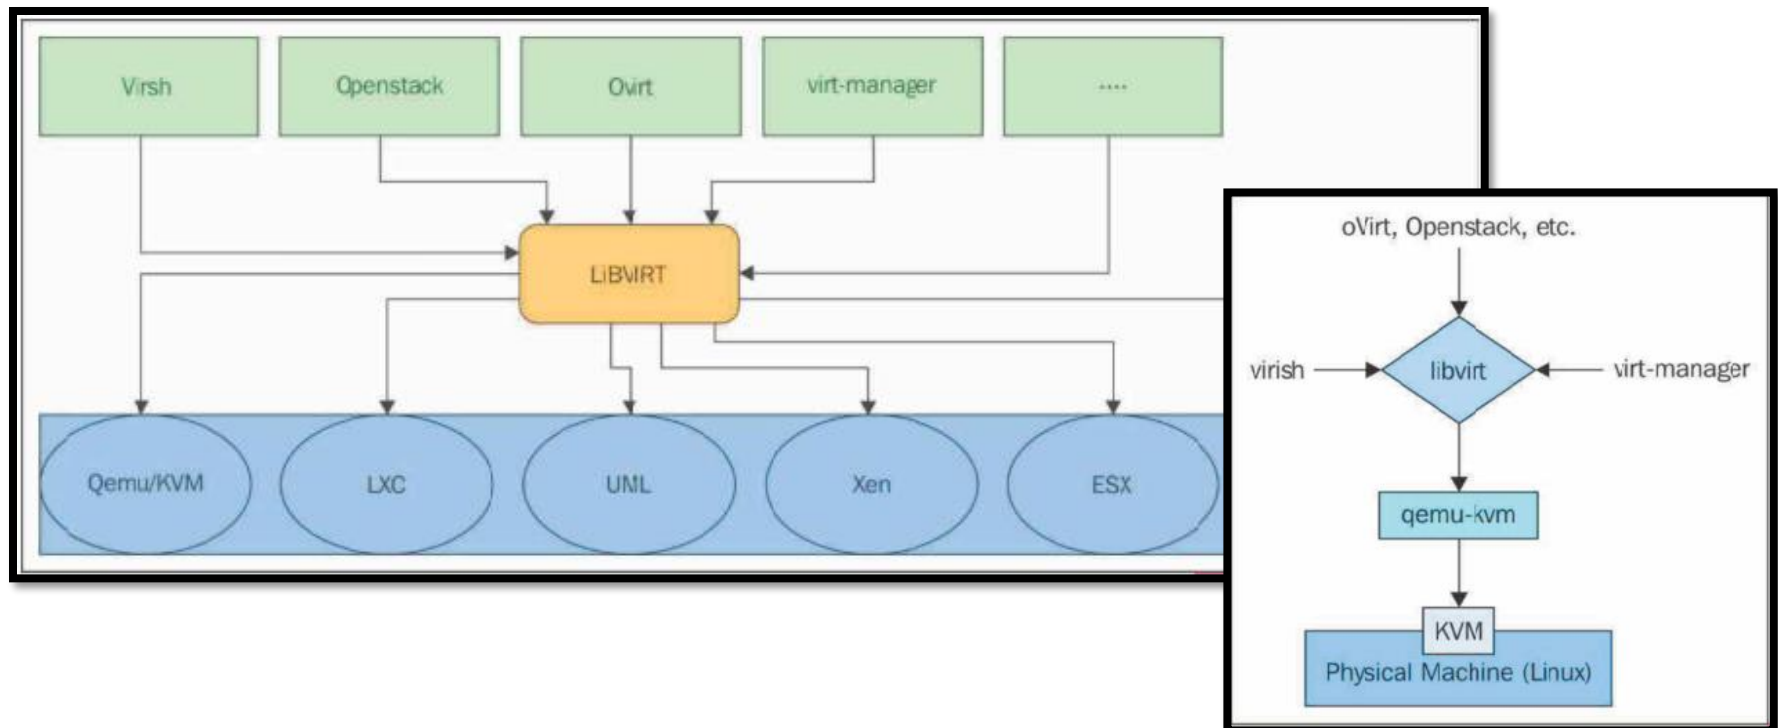 Virsh
Openstack
Ovirt
virt-manager
....
LiBVIRT
Qemu/KVM
LXC
UML
Xen
ESX
oVirt, Openstack, etc.
virish
libvirt
virt-manager
qemu-kvm
KVM
Physical Machine (Linux)